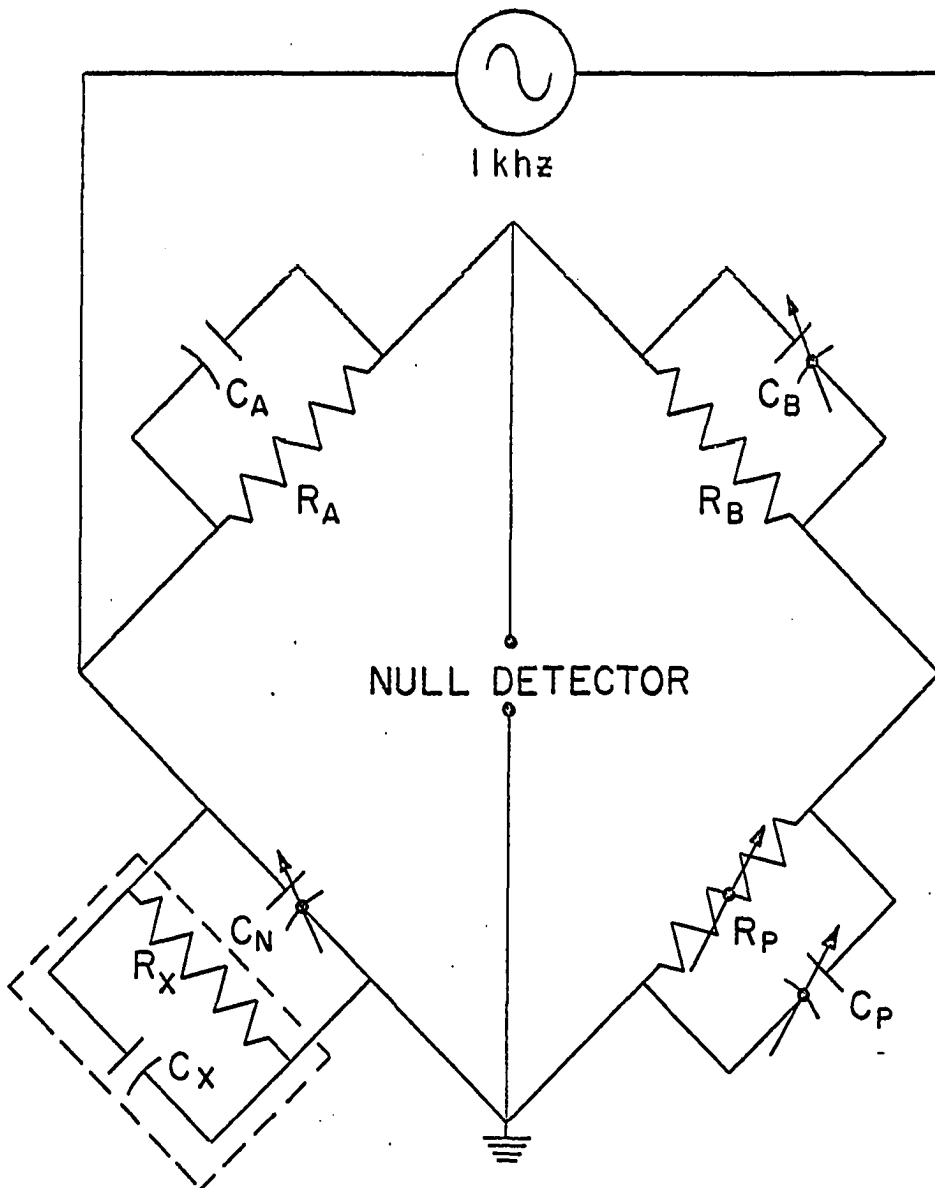 1 khz
C_A
C_B
R_A
R_B
NULL DETECTOR
C_N
R_P
R_X
C_P
C_X